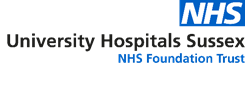 NHS
University Hospitals Sussex
NHS Foundation Trust